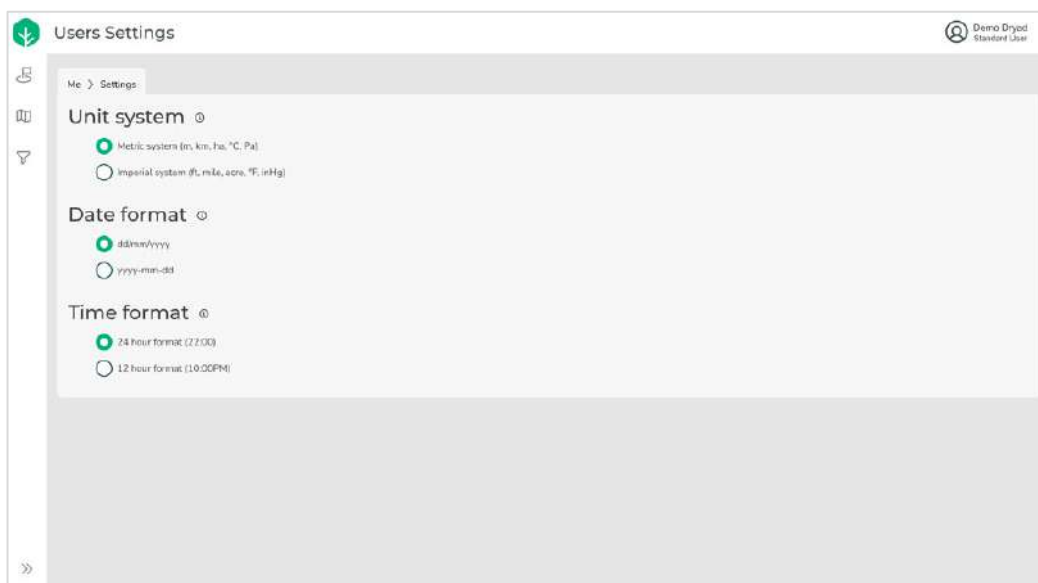 Users Settings
Demo Dryed
Standard User
Me > Settings
Unit system
Metric system (m, km, ha, °C, Pa)
Imperial system (ft, mile, acre, °F, inHg)
Date format
dd/mm/yyyy
yyyy-mm-dd
Time format
24 hour format (22:00)
12 hour format (10:00PM)